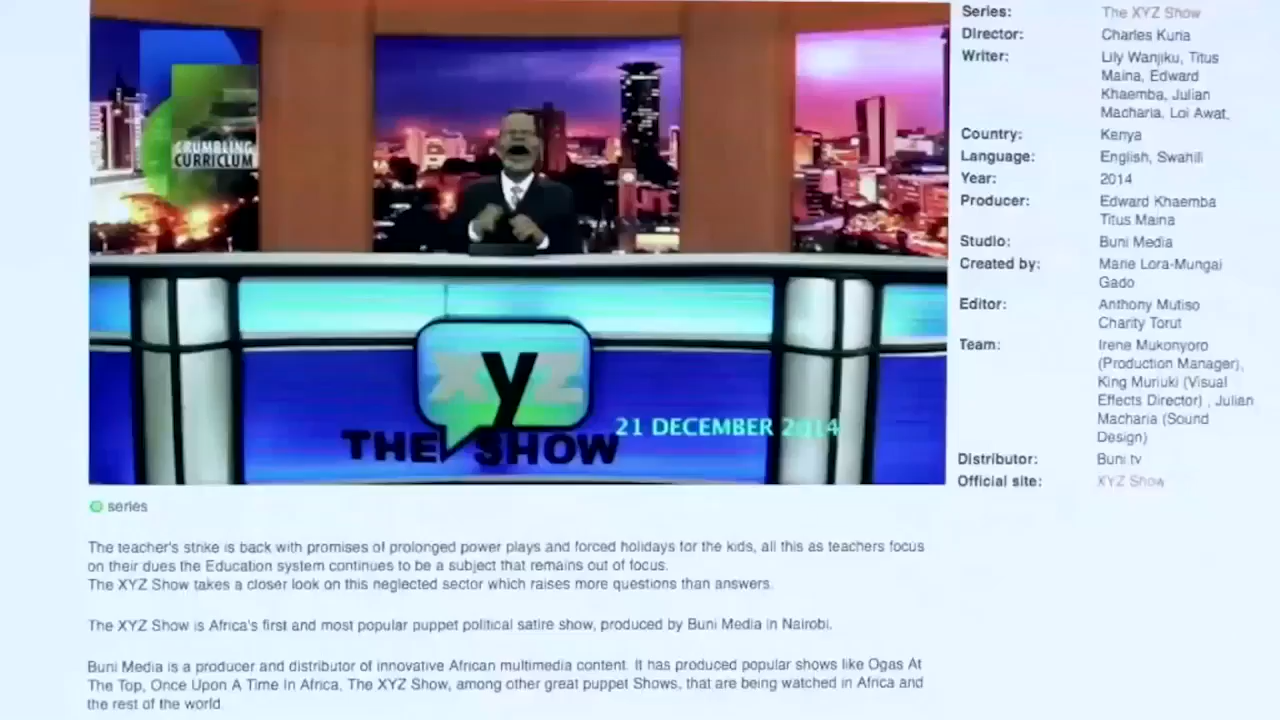 CRUMBLING
CURRICLUM
XYZ
THE SHOW
21 DECEMBER 2014
Series: The XYZ Show
Director: Charles Kuria
Writer: Lily Wanjiku, Titus
Maina, Edward
Khaemba, Julian
Macharia, Loi Awat,
Country: Kenya
Language: English, Swahili
Year: 2014
Producer: Edward Khaemba
Titus Maina
Studio: Buni Media
Created by: Marie Lora-Mungai
Gado
Editor: Anthony Mutiso
Charity Torut
Team: Irene Mukonyoro
(Production Manager),
King Muriuki (Visual
Effects Director) , Julian
Macharia (Sound
Design)
Distributor: Buni tv
Official site: XYZ Show
series
The teacher's strike is back with promises of prolonged power plays and forced holidays for the kids, all this as teachers focus
on their dues the Education system continues to be a subject that remains out of focus.
The XYZ Show takes a closer look on this neglected sector which raises more questions than answers.
The XYZ Show is Africa's first and most popular puppet political satire show, produced by Buni Media in Nairobi.
Buni Media is a producer and distributor of innovative African multimedia content. It has produced popular shows like Ogas At
The Top, Once Upon A Time In Africa, The XYZ Show, among other great puppet Shows, that are being watched in Africa and
the rest of the world.